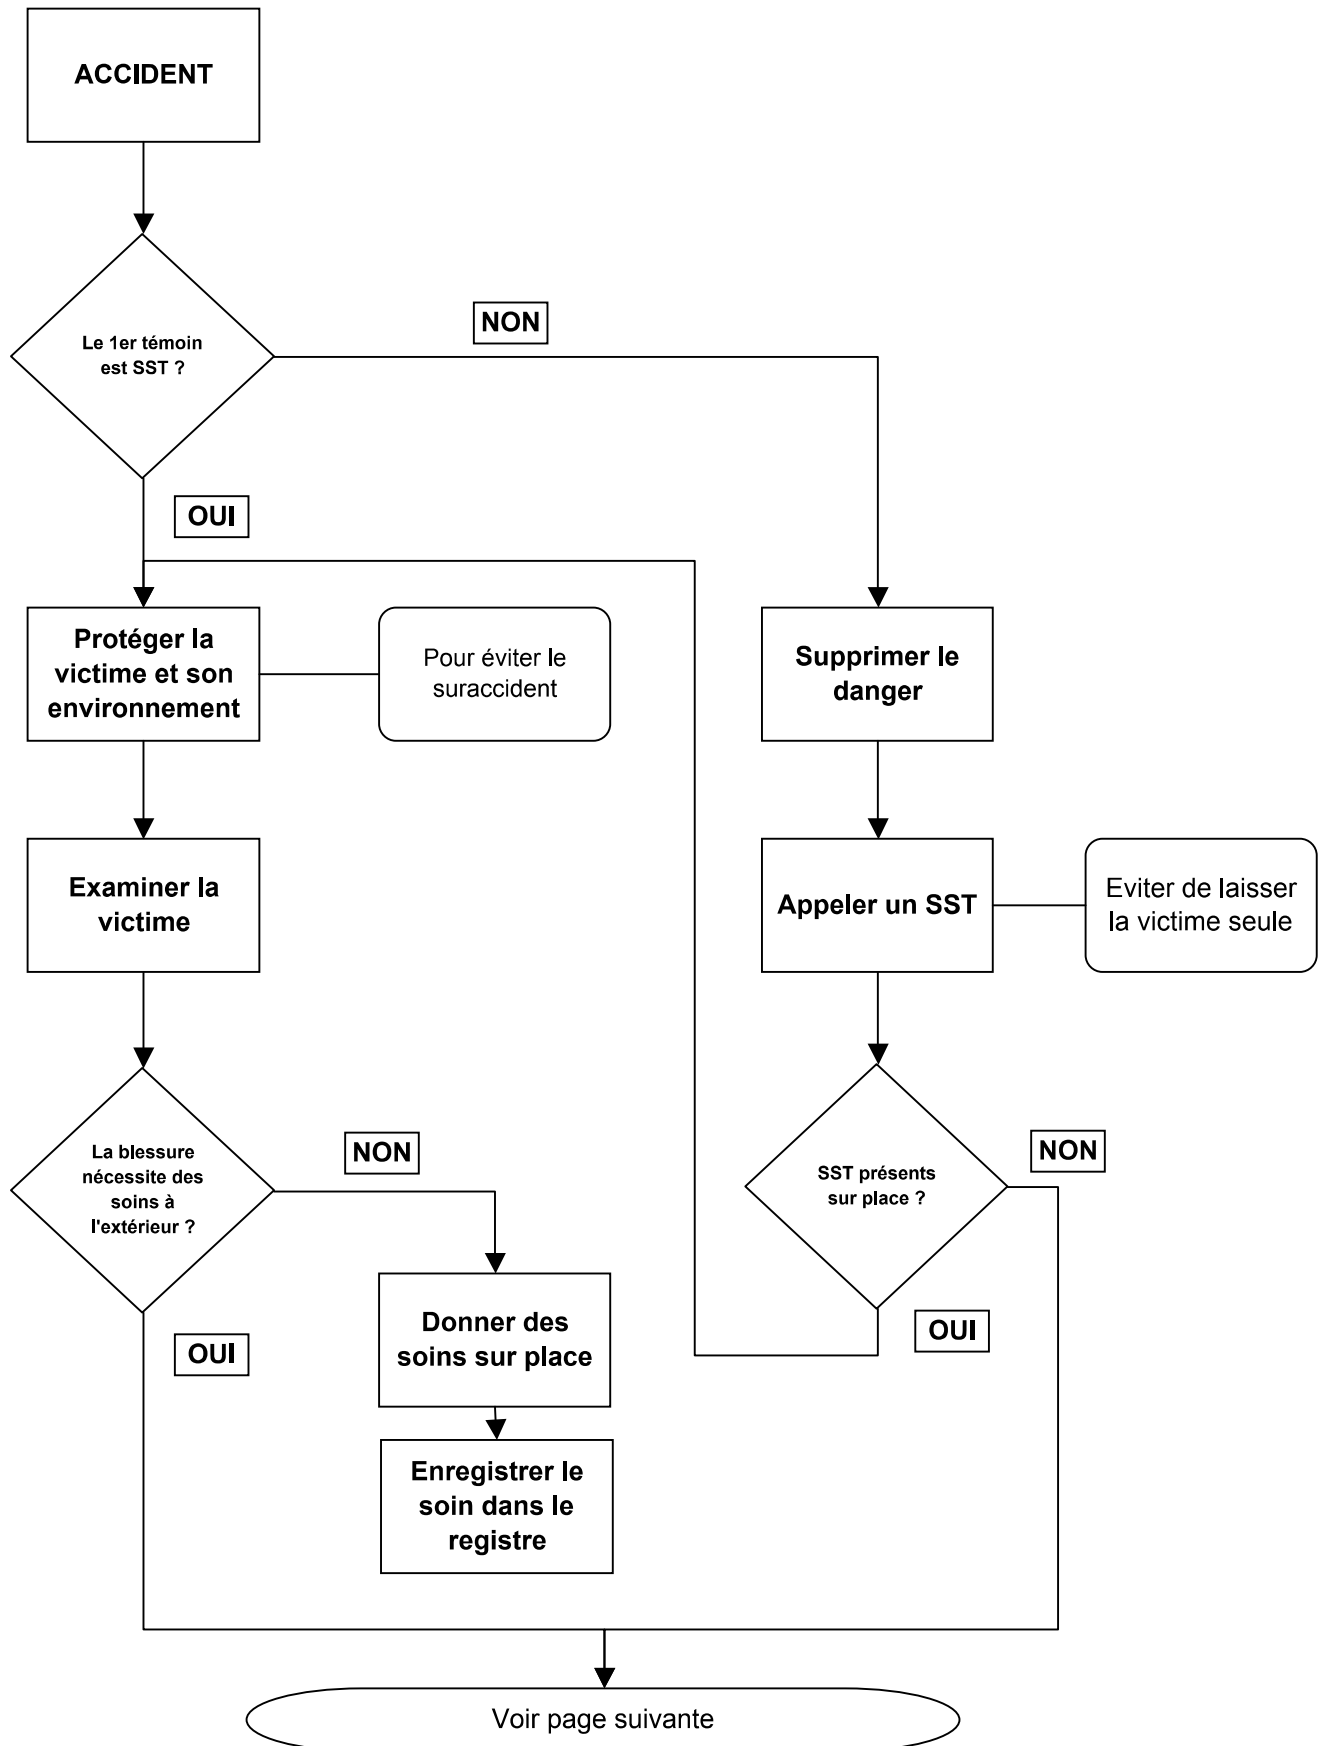 ACCIDENT
Le 1er témoin
est SST ?
NON
OUI
Protéger la
victime et son
environnement
Pour éviter le
suraccident
Supprimer le
danger
Examiner la
victime
Appeler un SST
Eviter de laisser
la victime seule
La blessure
nécessite des
soins à
l'extérieur ?
NON
SST présents
sur place ?
NON
OUI
Donner des
soins sur place
OUI
Enregistrer le
soin dans le
registre
Voir page suivante